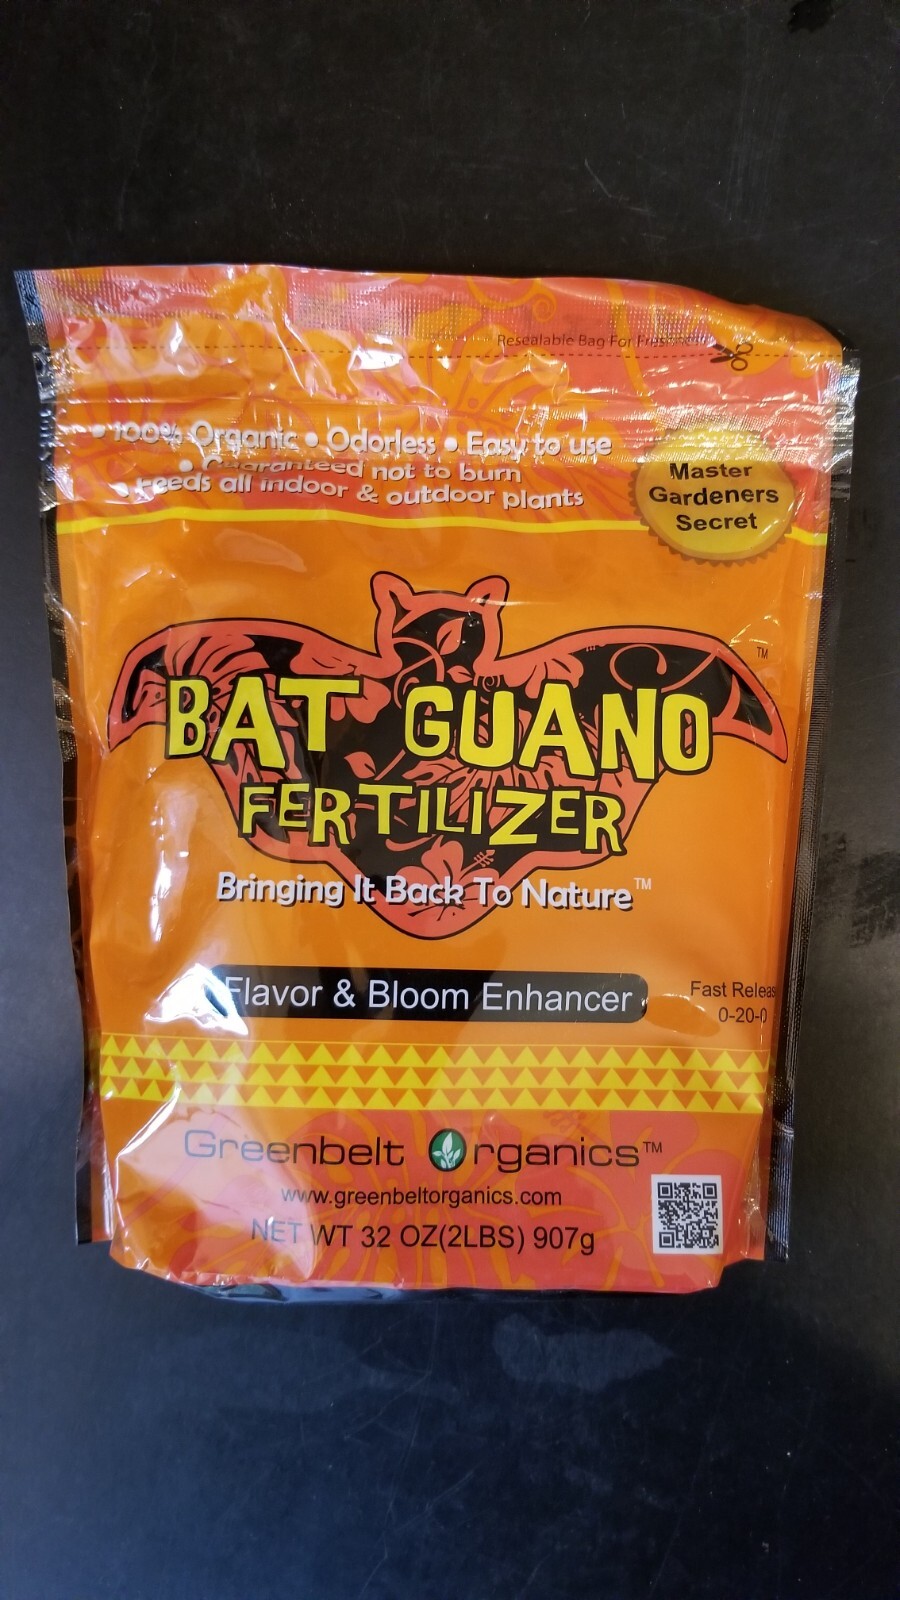 Resealable Bag For Freshness
• 100% Organic • Odorless • Easy to use
• Guaranteed not to burn
• Feeds all indoor & outdoor plants
Master
Gardeners
Secret
TM
BAT GUANO
FERTILIZER
Bringing It Back To Nature™
Flavor & Bloom Enhancer
Fast Releas
0-20-0
Greenbelt Organics™
www.greenbeltorganics.com
NET WT 32 OZ(2LBS) 907g